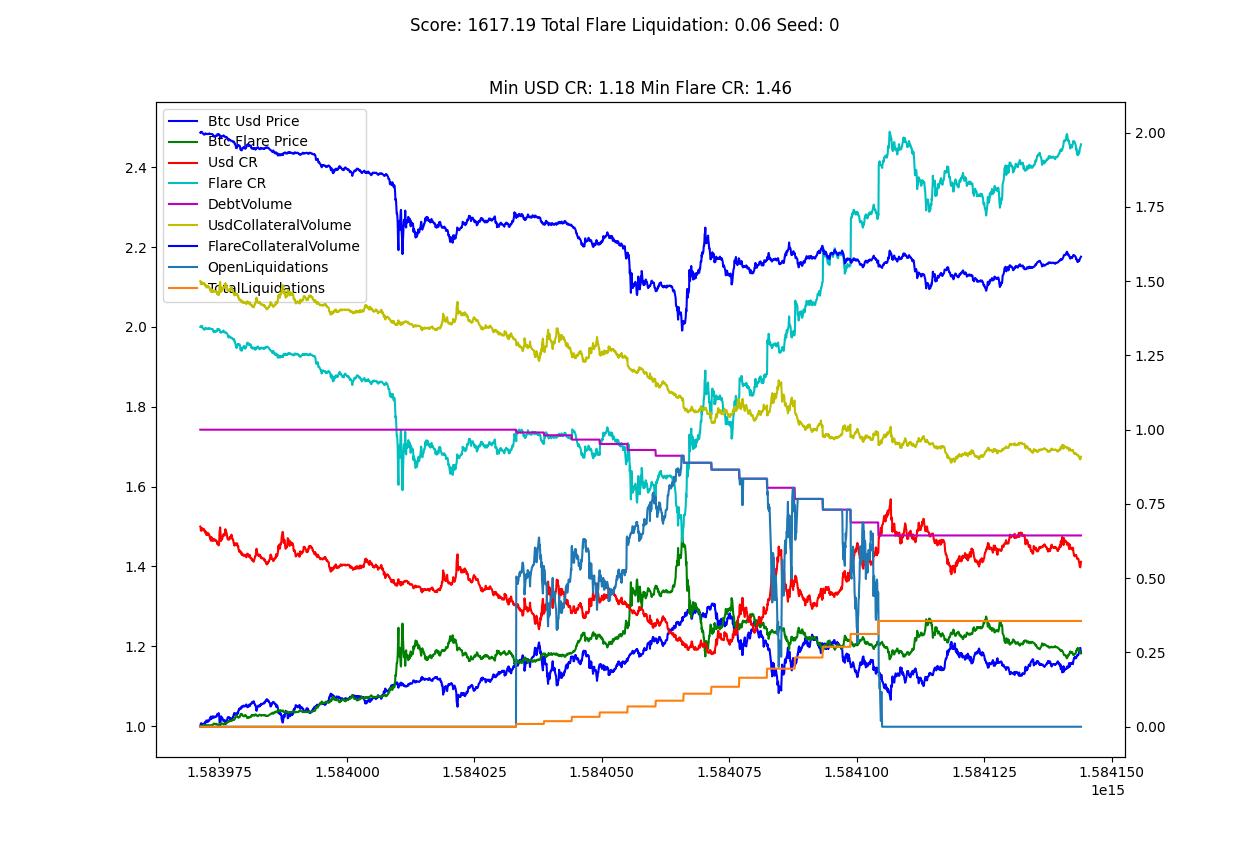 Score: 1617.19 Total Flare Liquidation: 0.06 Seed: 0
Min USD CR: 1.18 Min Flare CR: 1.46
Btc Usd Price
Btc Flare Price
Usd CR
Flare CR
DebtVolume
UsdCollateralVolume
FlareCollateralVolume
OpenLiquidations
TotalLiquidations
2.4
2.2
2.0
1.8
1.6
1.4
1.2
1.0
2.00
1.75
1.50
1.25
1.00
0.75
0.50
0.25
0.00
1.583975 1.584000 1.584025 1.584050 1.584075 1.584100 1.584125 1.584150
1e15